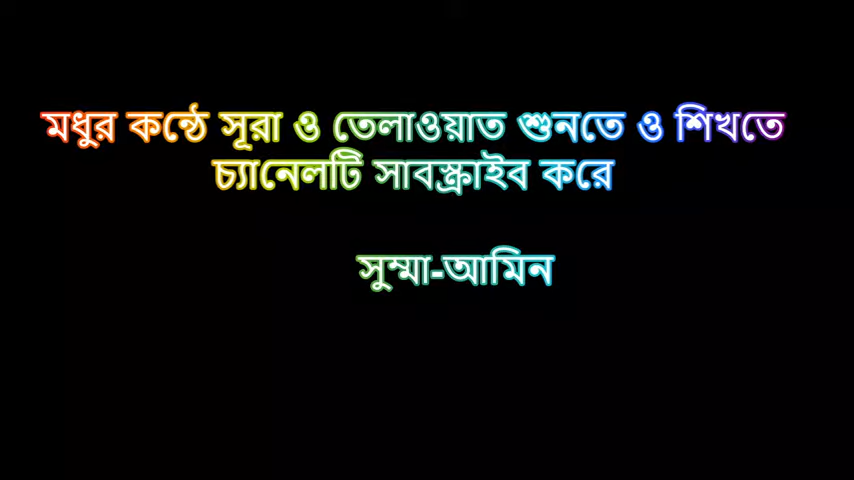 মধুর কন্ঠে সূরা ও তেলাওয়াত শুনতে ও শিখতে
চ্যানেলটি সাবস্ক্রাইব করে
সুম্মা-আমিন